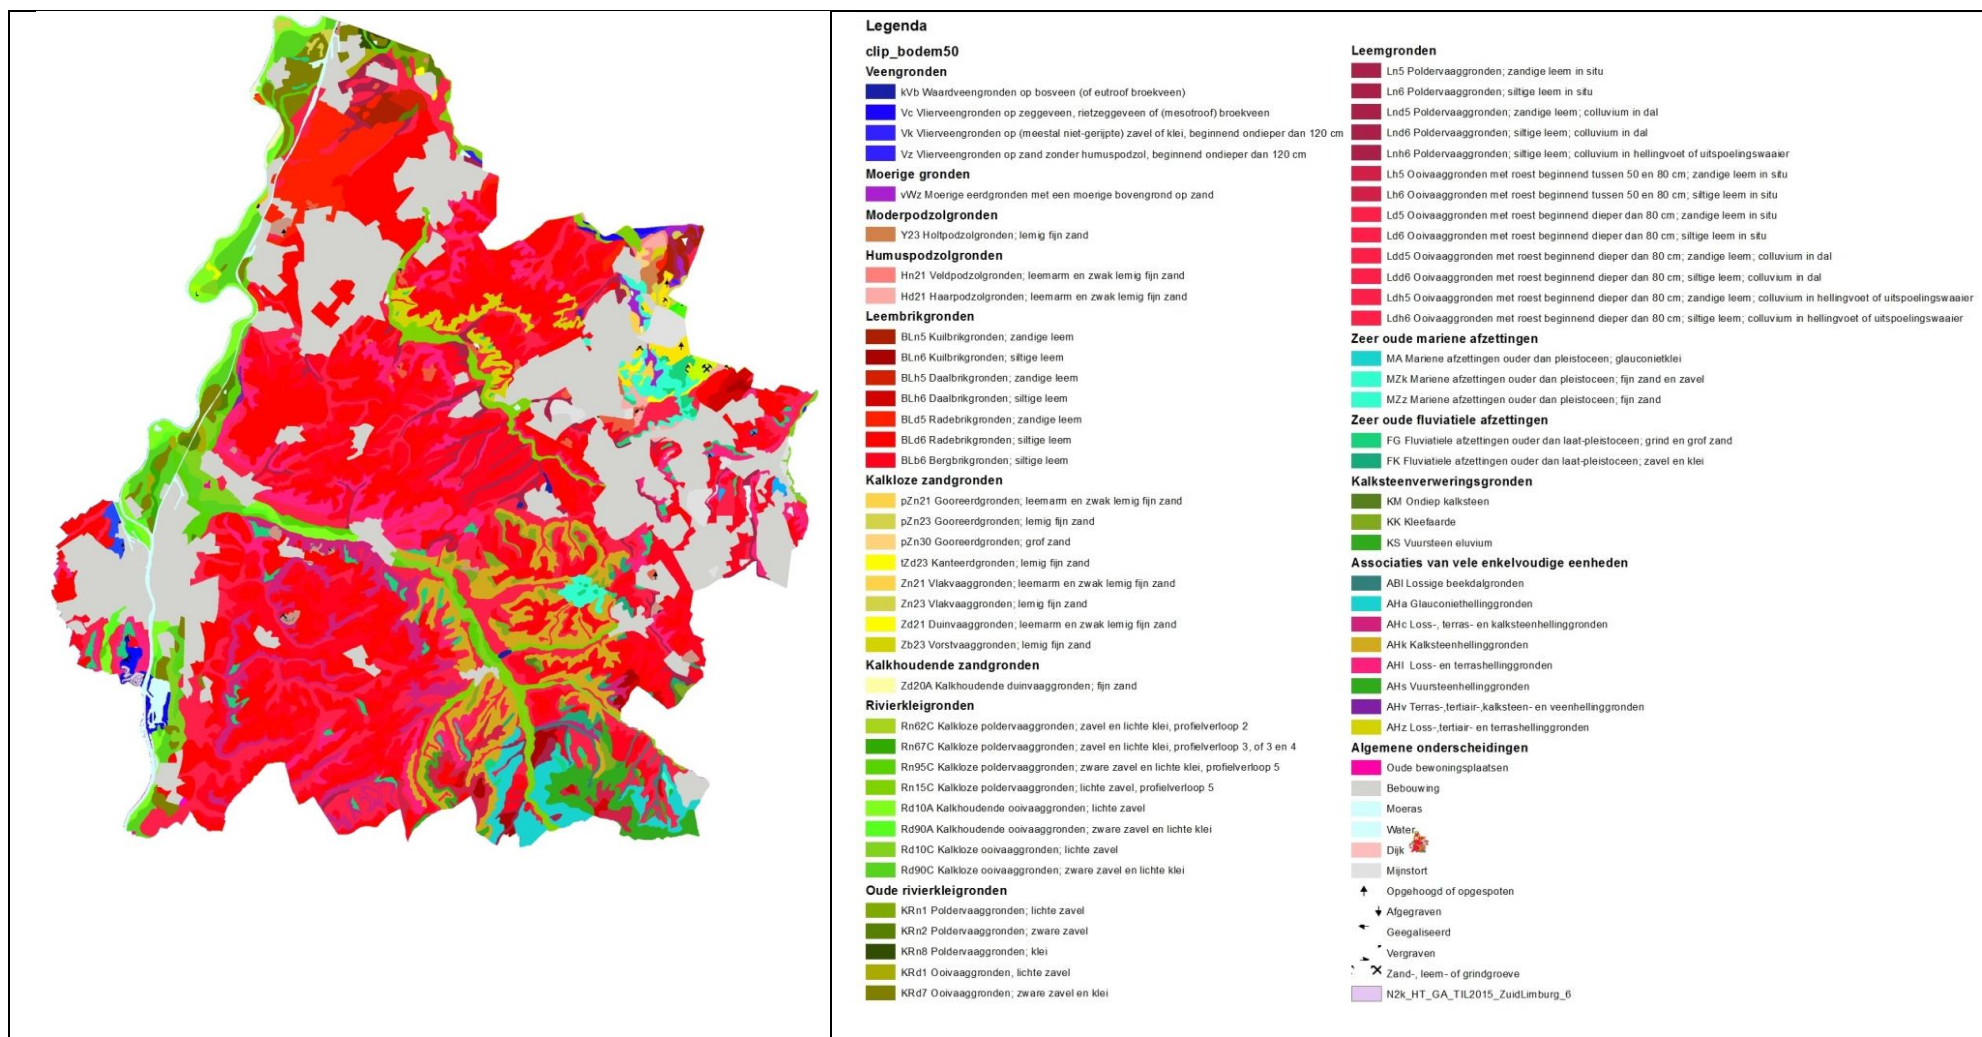 Legenda
clip_bodem50
Veengronden
kVb Waardveengronden op bosveen (of eutroof broekveen)
Vc Vlierveengronden op zeggeveen, rietzeggeveen of (mesotroof) broekveen
Vk Vlierveengronden op (meestal niet-gerijpte) zavel of klei, beginnend ondieper dan 120 cm
Vz Vlierveengronden op zand zonder humuspodzol, beginnend ondieper dan 120 cm
Moerige gronden
vWz Moerige eerdgronden met een moerige bovengrond op zand
Moderpodzolgronden
Y23 Holtpodzolgronden; lemig fijn zand
Humuspodzolgronden
Hn21 Veldpodzolgronden; leemarm en zwak lemig fijn zand
Hd21 Haarpodzolgronden; leemarm en zwak lemig fijn zand
Leembrikgronden
BLn5 Kuilbrikgronden; zandige leem
BLn6 Kuilbrikgronden; siltige leem
BLh5 Daalbrikgronden; zandige leem
BLh6 Daalbrikgronden; siltige leem
BLd5 Radebrikgronden; zandige leem
BLd6 Radebrikgronden; siltige leem
BLb6 Bergbrikgronden; siltige leem
Kalkloze zandgronden
pZn21 Gooreerdgronden; leemarm en zwak lemig fijn zand
pZn23 Gooreerdgronden; lemig fijn zand
pZn30 Gooreerdgronden; grof zand
tZd23 Kanteerdgronden; lemig fijn zand
Zn21 Vlakvaaggronden; leemarm en zwak lemig fijn zand
Zn23 Vlakvaaggronden; lemig fijn zand
Zd21 Duinvaaggronden; leemarm en zwak lemig fijn zand
Zb23 Vorstvaaggronden; lemig fijn zand
Kalkhoudende zandgronden
Zd20A Kalkhoudende duinvaaggronden; fijn zand
Rivierkleigronden
Rn62C Kalkloze poldervaaggronden; zavel en lichte klei, profielverloop 2
Rn67C Kalkloze poldervaaggronden; zavel en lichte klei, profielverloop 3, of 3 en 4
Rn95C Kalkloze poldervaaggronden; zware zavel en lichte klei, profielverloop 5
Rn15C Kalkloze poldervaaggronden; lichte zavel, profielverloop 5
Rd10A Kalkhoudende ooivaaggronden; lichte zavel
Rd90A Kalkhoudende ooivaaggronden; zware zavel en lichte klei
Rd10C Kalkloze ooivaaggronden; lichte zavel
Rd90C Kalkloze ooivaaggronden; zware zavel en lichte klei
Oude rivierkleigronden
KRn1 Poldervaaggronden; lichte zavel
KRn2 Poldervaaggronden; zware zavel
KRn8 Poldervaaggronden; klei
KRd1 Ooivaaggronden, lichte zavel
KRd7 Ooivaaggronden; zware zavel en klei
Leemgronden
Ln5 Poldervaaggronden; zandige leem in situ
Ln6 Poldervaaggronden; siltige leem in situ
Lnd5 Poldervaaggronden; zandige leem; colluvium in dal
Lnd6 Poldervaaggronden; siltige leem; colluvium in dal
Lnh6 Poldervaaggronden; siltige leem; colluvium in hellingvoet of uitspoelingswaaier
Lh5 Ooivaaggronden met roest beginnend tussen 50 en 80 cm; zandige leem in situ
Lh6 Ooivaaggronden met roest beginnend tussen 50 en 80 cm; siltige leem in situ
Ld5 Ooivaaggronden met roest beginnend dieper dan 80 cm; zandige leem in situ
Ld6 Ooivaaggronden met roest beginnend dieper dan 80 cm; siltige leem in situ
Ldd5 Ooivaaggronden met roest beginnend dieper dan 80 cm; zandige leem; colluvium in dal
Ldd6 Ooivaaggronden met roest beginnend dieper dan 80 cm; siltige leem; colluvium in dal
Ldh5 Ooivaaggronden met roest beginnend dieper dan 80 cm; zandige leem; colluvium in hellingvoet of uitspoelingswaaier
Ldh6 Ooivaaggronden met roest beginnend dieper dan 80 cm; siltige leem; colluvium in hellingvoet of uitspoelingswaaier
Zeer oude mariene afzettingen
MA Mariene afzettingen ouder dan pleistoceen; glauconietklei
MZk Mariene afzettingen ouder dan pleistoceen; fijn zand en zavel
MZz Mariene afzettingen ouder dan pleistoceen; fijn zand
Zeer oude fluviatiele afzettingen
FG Fluviatiele afzettingen ouder dan laat-pleistoceen; grind en grof zand
FK Fluviatiele afzettingen ouder dan laat-pleistoceen; zavel en klei
Kalksteenverweringsgronden
KM Ondiep kalksteen
KK Kleefaarde
KS Vuursteen eluvium
Associaties van vele enkelvoudige eenheden
ABl Lossige beekdalgronden
AHa Glauconiethellinggronden
AHc Loss-, terras- en kalksteenhellinggronden
AHk Kalksteenhellinggronden
AHl Loss- en terrashellinggronden
AHs Vuursteenhellinggronden
AHv Terras-,tertiair-,kalksteen- en veenhellinggronden
AHz Loss-,tertiair- en terrashellinggronden
Algemene onderscheidingen
Oude bewoningsplaatsen
Bebouwing
Moeras
Water
Dijk
Mijnstort
Opgehoogd of opgespoten
Afgegraven
Geegaliseerd
Vergraven
Zand-, leem- of grindgroeve
N2k_HT_GA_TIL2015_ZuidLimburg_6